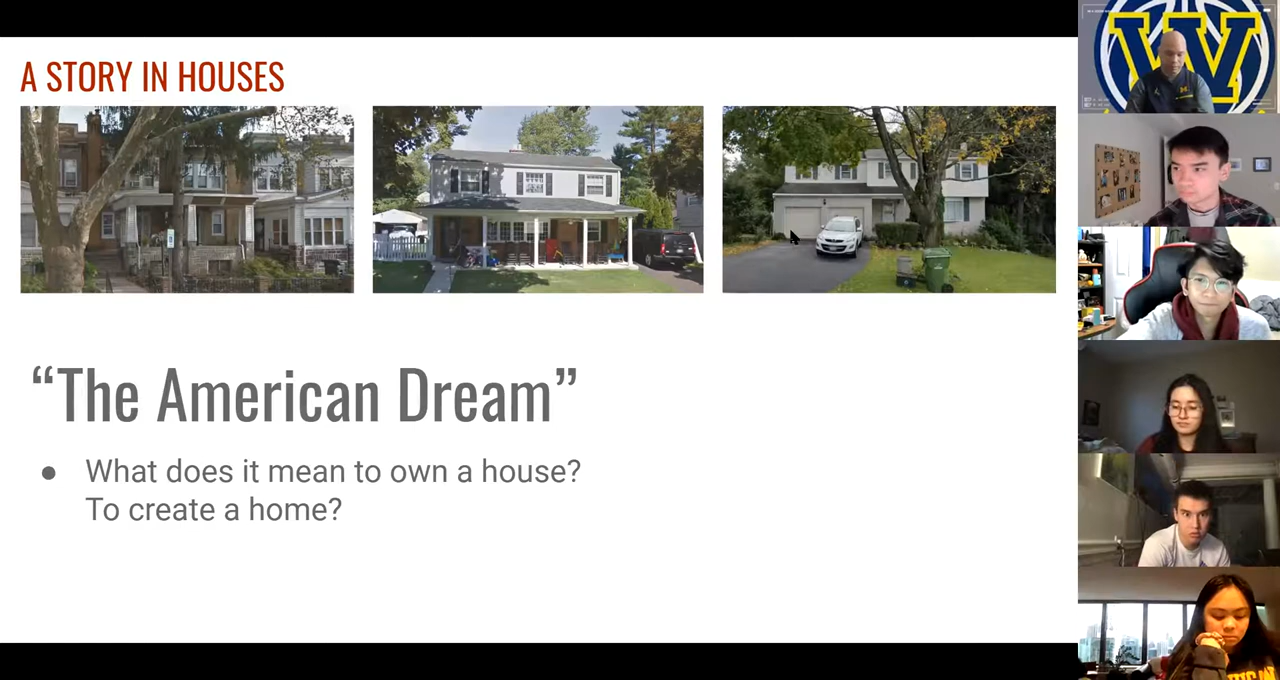 A STORY IN HOUSES
“The American Dream”
● What does it mean to own a house?
To create a home?
W